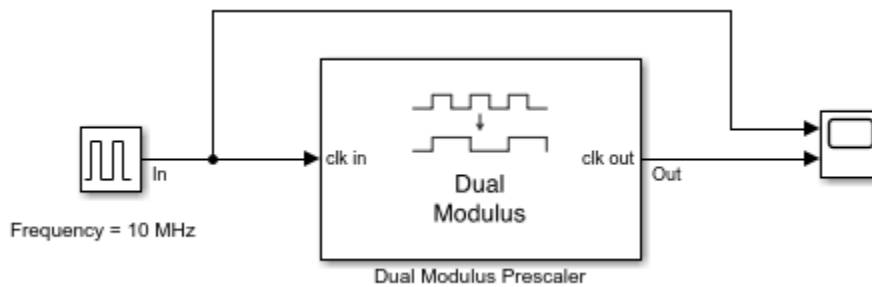 In
clk in
Dual
Modulus
clk out
Out
Frequency = 10 MHz
Dual Modulus Prescaler